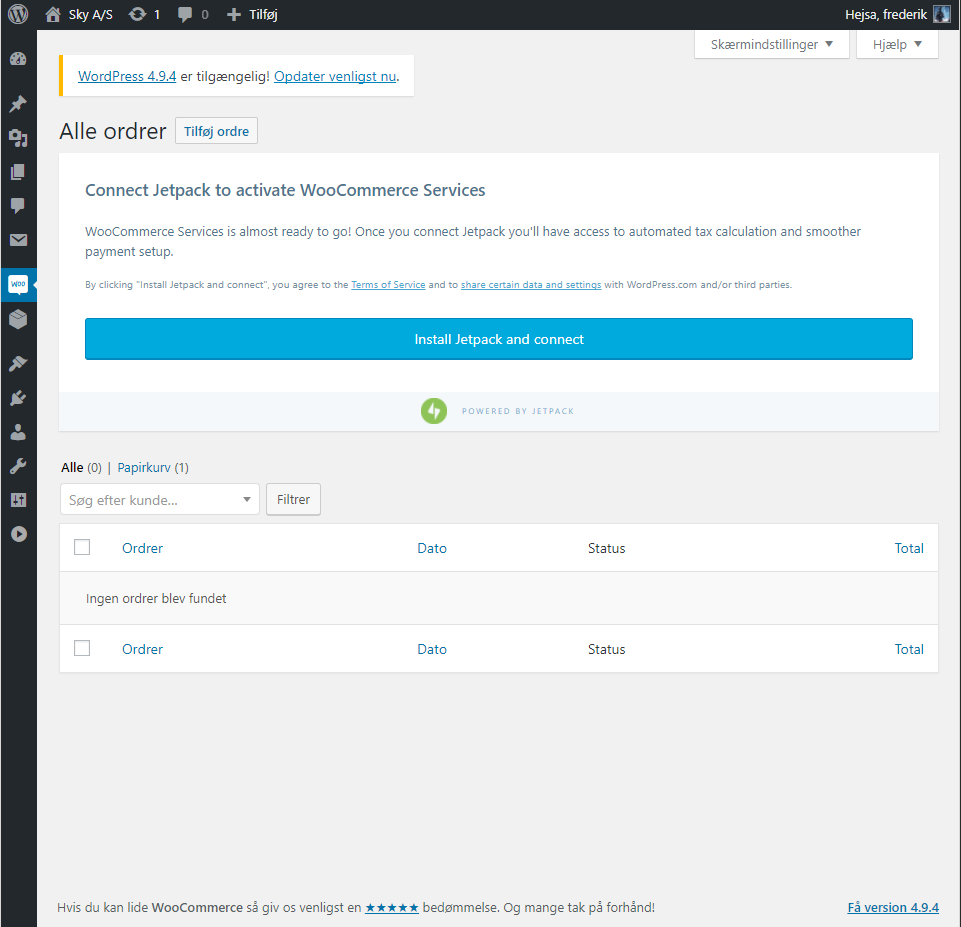 Sky A/S 1 0 Tilføj Hejsa, frederik
Skærmindstillinger Hjælp
WordPress 4.9.4 er tilgængelig! Opdater venligst nu.
Alle ordrer Tilføj ordre
Connect Jetpack to activate WooCommerce Services
WooCommerce Services is almost ready to go! Once you connect Jetpack you'll have access to automated tax calculation and smoother
payment setup.
By clicking "Install Jetpack and connect", you agree to the Terms of Service and to share certain data and settings with WordPress.com and/or third parties.
Install Jetpack and connect
POWERED BY JETPACK
Woo
Alle (0) | Papirkurv (1)
Søg efter kunde... Filtrer
Ordrer Dato Status Total
Ingen ordrer blev fundet
Ordrer Dato Status Total
Hvis du kan lide WooCommerce så giv os venligst en ★★★★★ bedømmelse. Og mange tak på forhånd! Få version 4.9.4